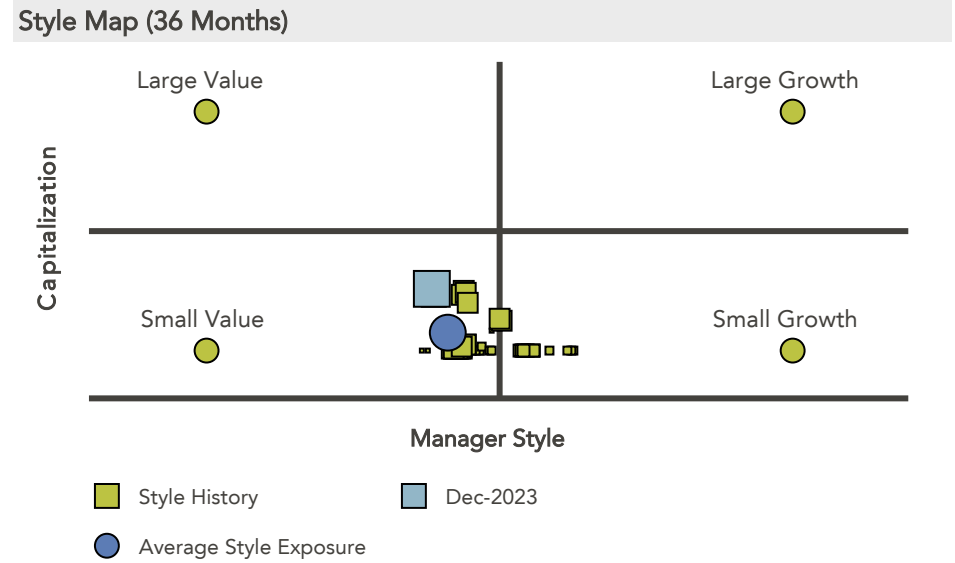 Style Map (36 Months)
Large Value
Large Growth
Capitalization
Small Value
Small Growth
Manager Style
Style History
Dec-2023
Average Style Exposure